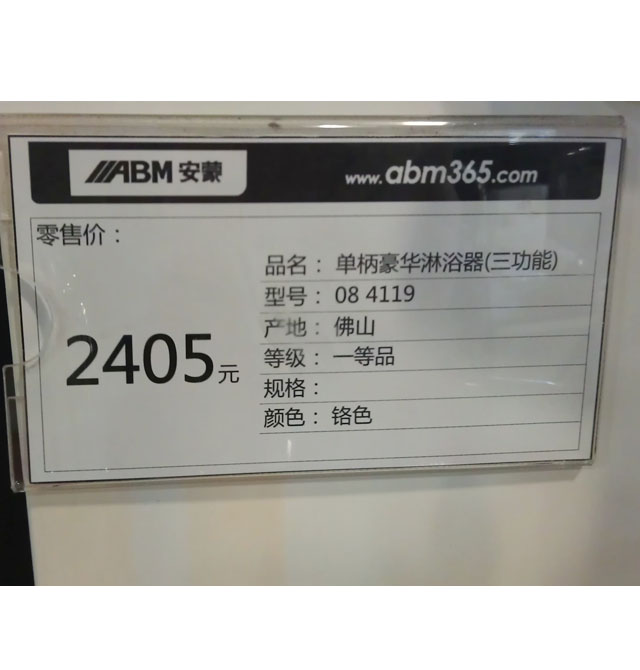 ABM 安蒙
www.abm365.com
零售价：
2405元
品名： 单柄豪华淋浴器(三功能)
型号： 08 4119
产地： 佛山
等级： 一等品
规格：
颜色： 铬色